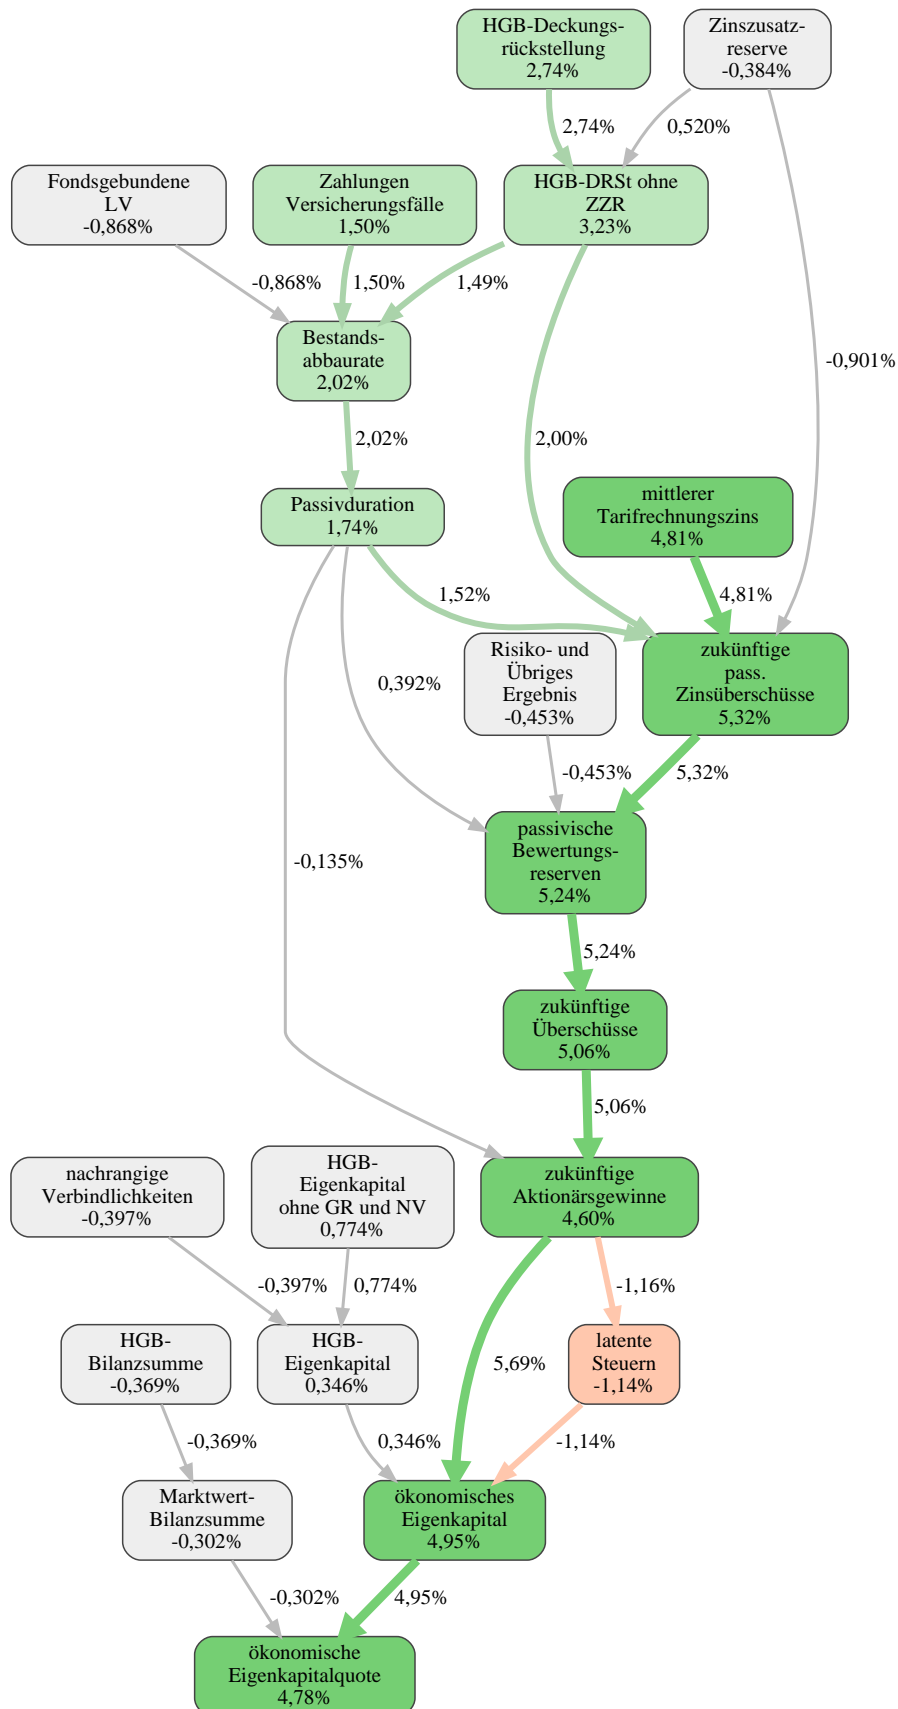 HGB-Deckungs-
rückstellung
2,74%
Zinszusatz-
reserve
-0,384%
2,74%
0,520%
Fondsgebundene
LV
-0,868%
Zahlungen
Versicherungsfälle
1,50%
HGB-DRSt ohne
ZZR
3,23%
-0,868%
1,50%
1,49%
Bestands-
abbaurate
2,02%
-0,901%
2,02%
2,00%
Passivduration
1,74%
mittlerer
Tarifrechnungszins
4,81%
1,52%
4,81%
Risiko- und
Übriges
Ergebnis
-0,453%
zukünftige
pass.
Zinsüberschüsse
5,32%
0,392%
-0,453%
5,32%
passivische
Bewertungs-
reserven
5,24%
-0,135%
5,24%
zukünftige
Überschüsse
5,06%
5,06%
nachrangige
Verbindlichkeiten
-0,397%
HGB-
Eigenkapital
ohne GR und NV
0,774%
zukünftige
Aktionärsgewinne
4,60%
-0,397%
0,774%
-1,16%
HGB-
Bilanzsumme
-0,369%
HGB-
Eigenkapital
0,346%
5,69%
latente
Steuern
-1,14%
-0,369%
0,346%
-1,14%
Marktwert-
Bilanzsumme
-0,302%
ökonomisches
Eigenkapital
4,95%
-0,302%
4,95%
ökonomische
Eigenkapitalquote
4,78%